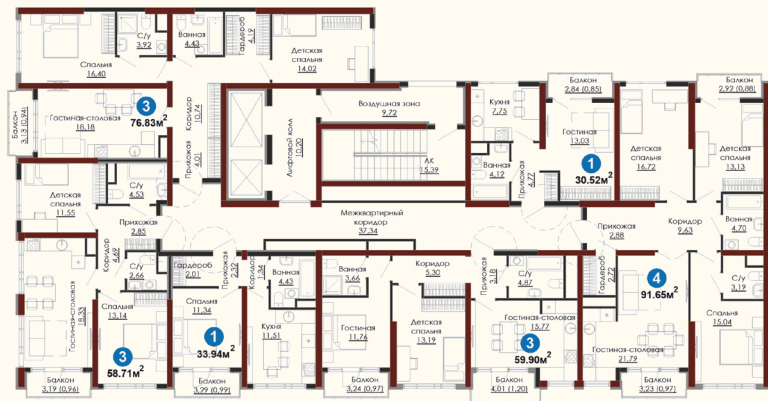 Спальня
16.40
С/у
3.92
Ванная
4.43
Гардероб
4.19
Детская
спальня
14.02
Балкон
3.13 (0.94)
Гостиная-столовая
18.18
3
76.83м²
Коридор
10.74
Прихожая
4.01
Лифтовой холл
10.20
Воздушная зона
9.72
ЛК
15.39
Кухня
7.75
Балкон
2.84 (0.85)
Гостиная
13.03
1
30.52м²
Ванная
4.12
Прихожая
4.77
Детская
спальня
16.72
Балкон
2.92 (0.88)
Спальня
13.13
Детская
спальня
11.55
С/у
4.53
Прихожая
2.85
Межквартирный
коридор
37.34
Прихожая
2.88
Коридор
9.63
Ванная
4.70
Гостиная-столовая
18.33
Коридор
4.69
С/у
2.66
Спальня
13.14
3
58.71м²
Балкон
3.19 (0.96)
Гардероб
2.01
Прихожая
2.32
Коридор
1.34
Ванная
4.43
Спальня
11.34
1
33.94м²
Кухня
11.51
Балкон
3.29 (0.99)
Ванная
3.66
Коридор
5.30
Гостиная
11.76
Детская
спальня
13.19
Балкон
3.24 (0.97)
Прихожая
3.18
С/у
4.87
Гостиная-столовая
15.77
3
59.90м²
Балкон
4.01 (1.20)
Гардероб
2.72
4
91.65м²
С/у
3.19
Спальня
15.04
Гостиная-столовая
21.79
Балкон
3.23 (0.97)